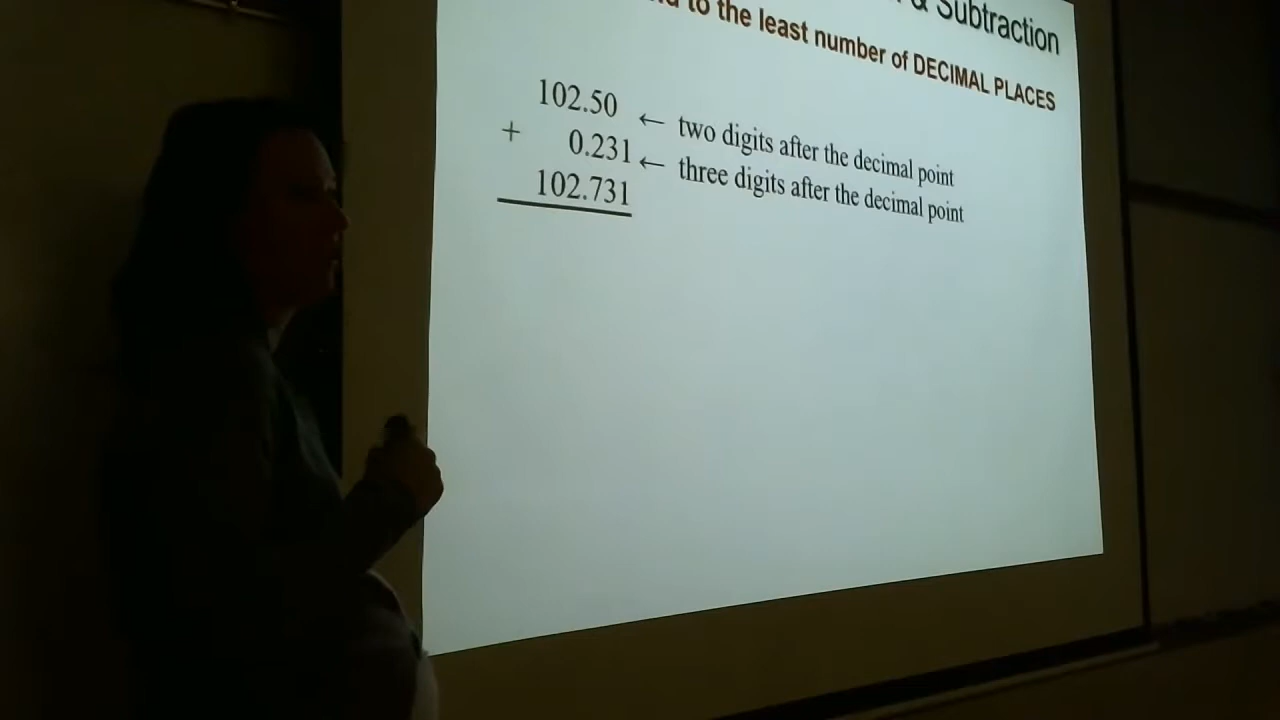 & Subtraction
to the least number of DECIMAL PLACES
102.50 ← two digits after the decimal point
+ 0.231 ← three digits after the decimal point
102.731